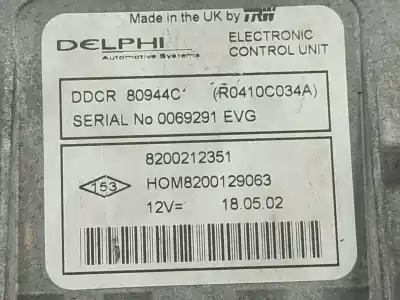 Made in the UK by TRW
DELPHI
Automotive Systems
ELECTRONIC
CONTROL UNIT
DDCR 80944C (R0410C034A)
SERIAL No 0069291 EVG
8200212351
153
HOM8200129063
12V= 18.05.02